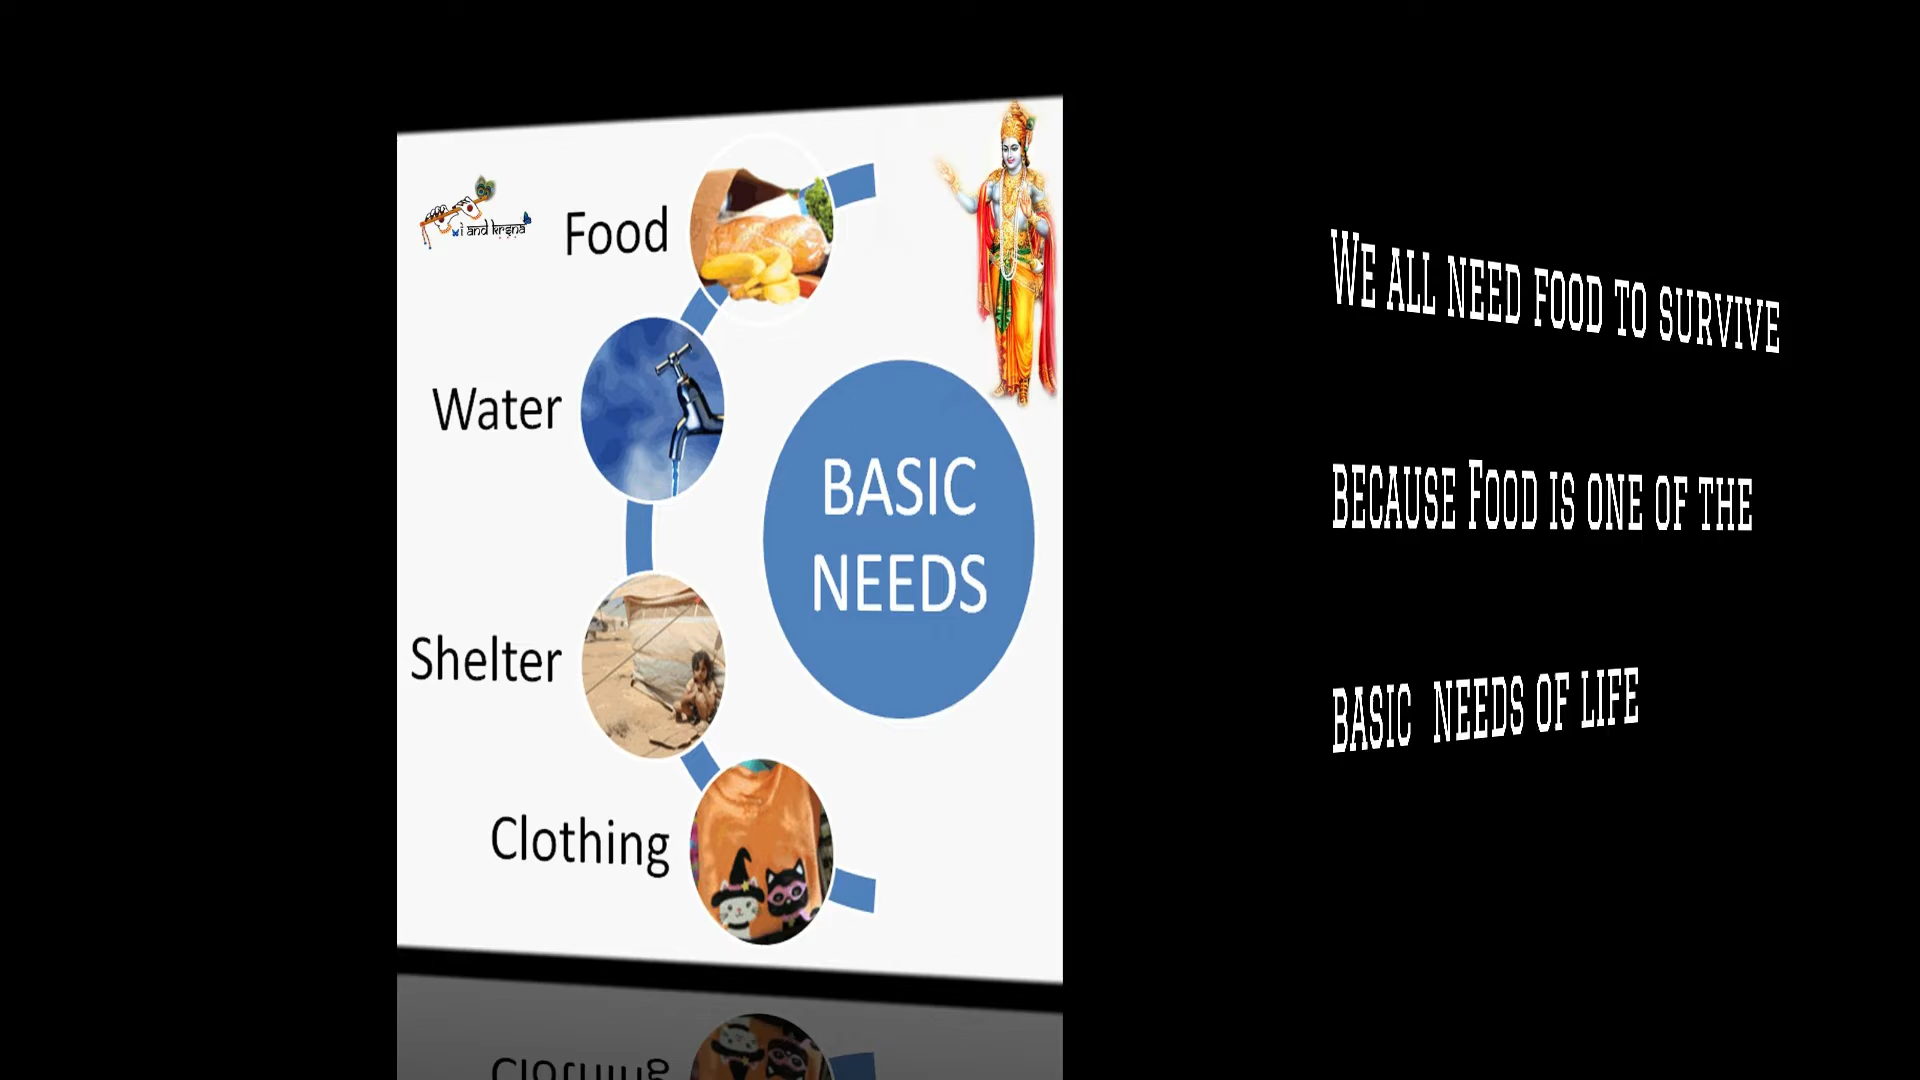 i and krsna
Food
Water
Shelter
Clothing
BASIC
NEEDS
We all need food to survive
because Food is one of the
basic needs of life